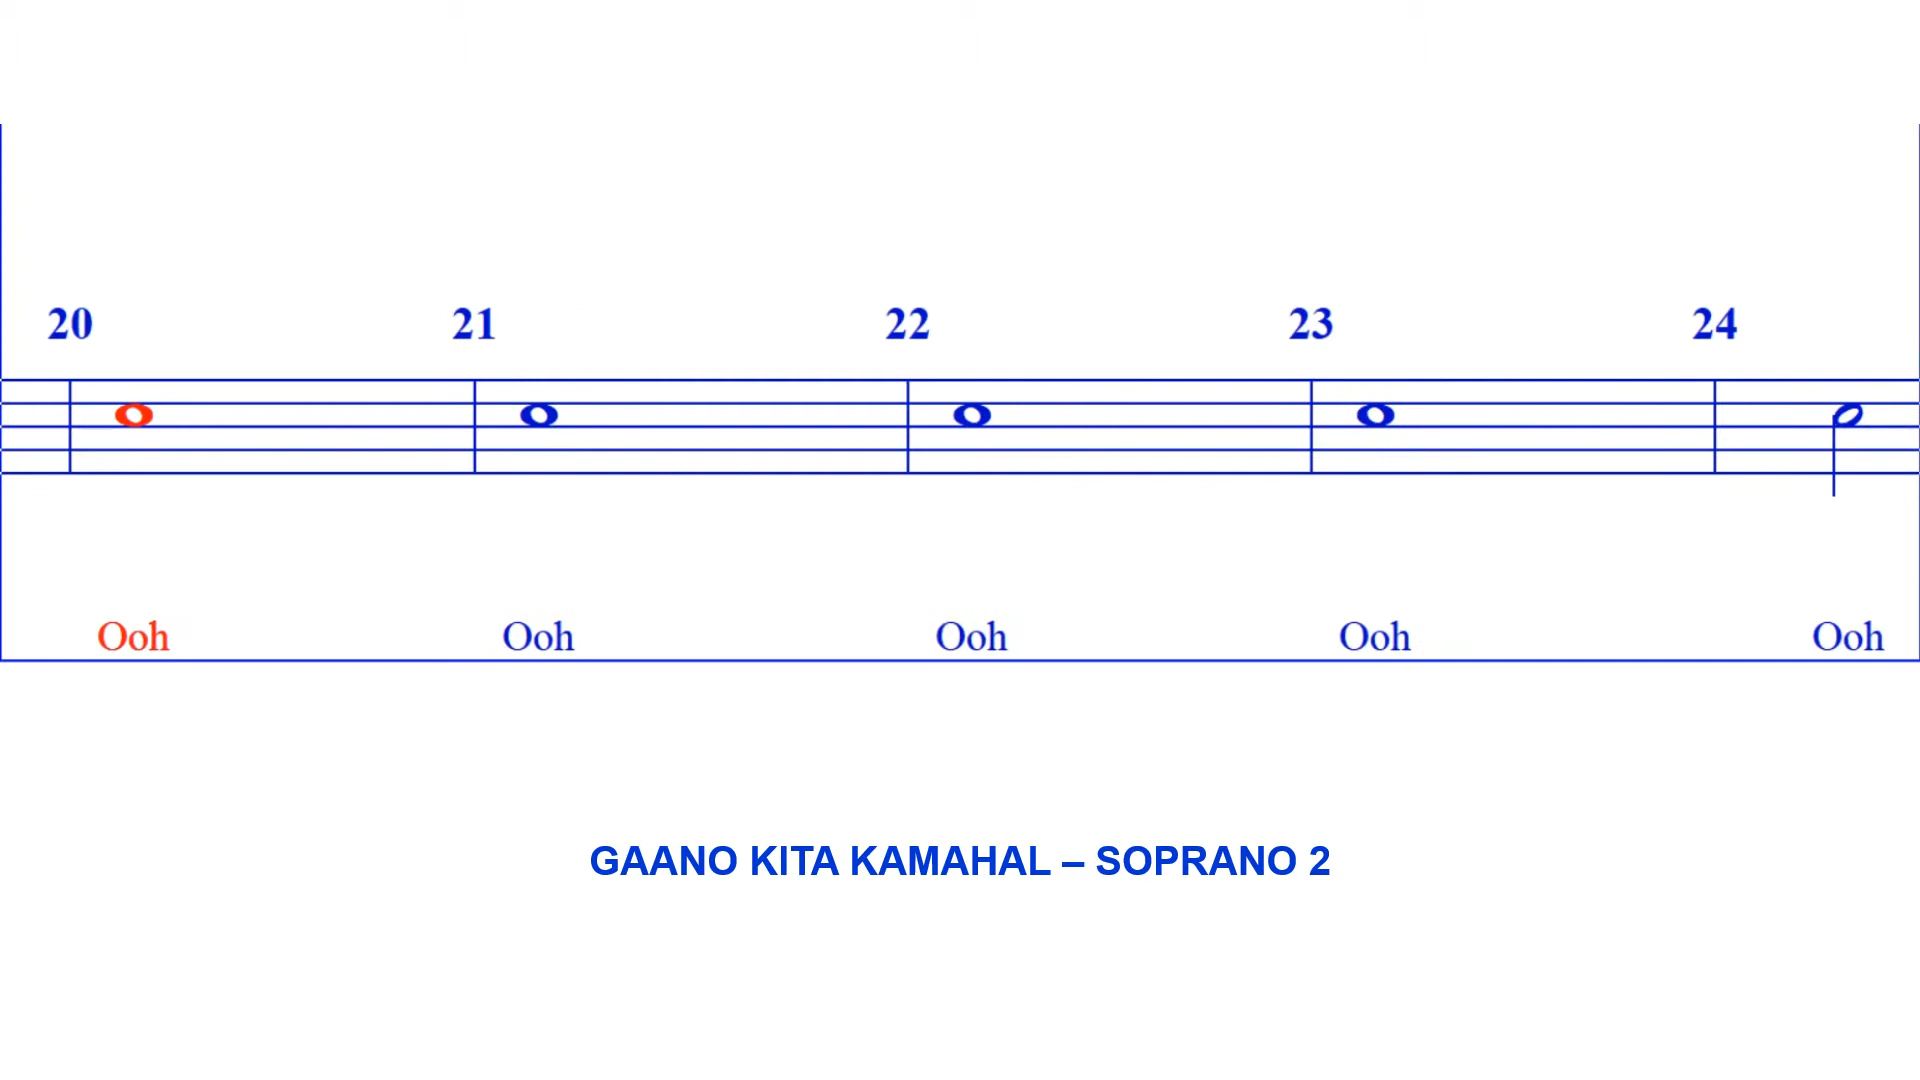 20 21 22 23 24
Ooh Ooh Ooh Ooh Ooh
GAANO KITA KAMAHAL – SOPRANO 2